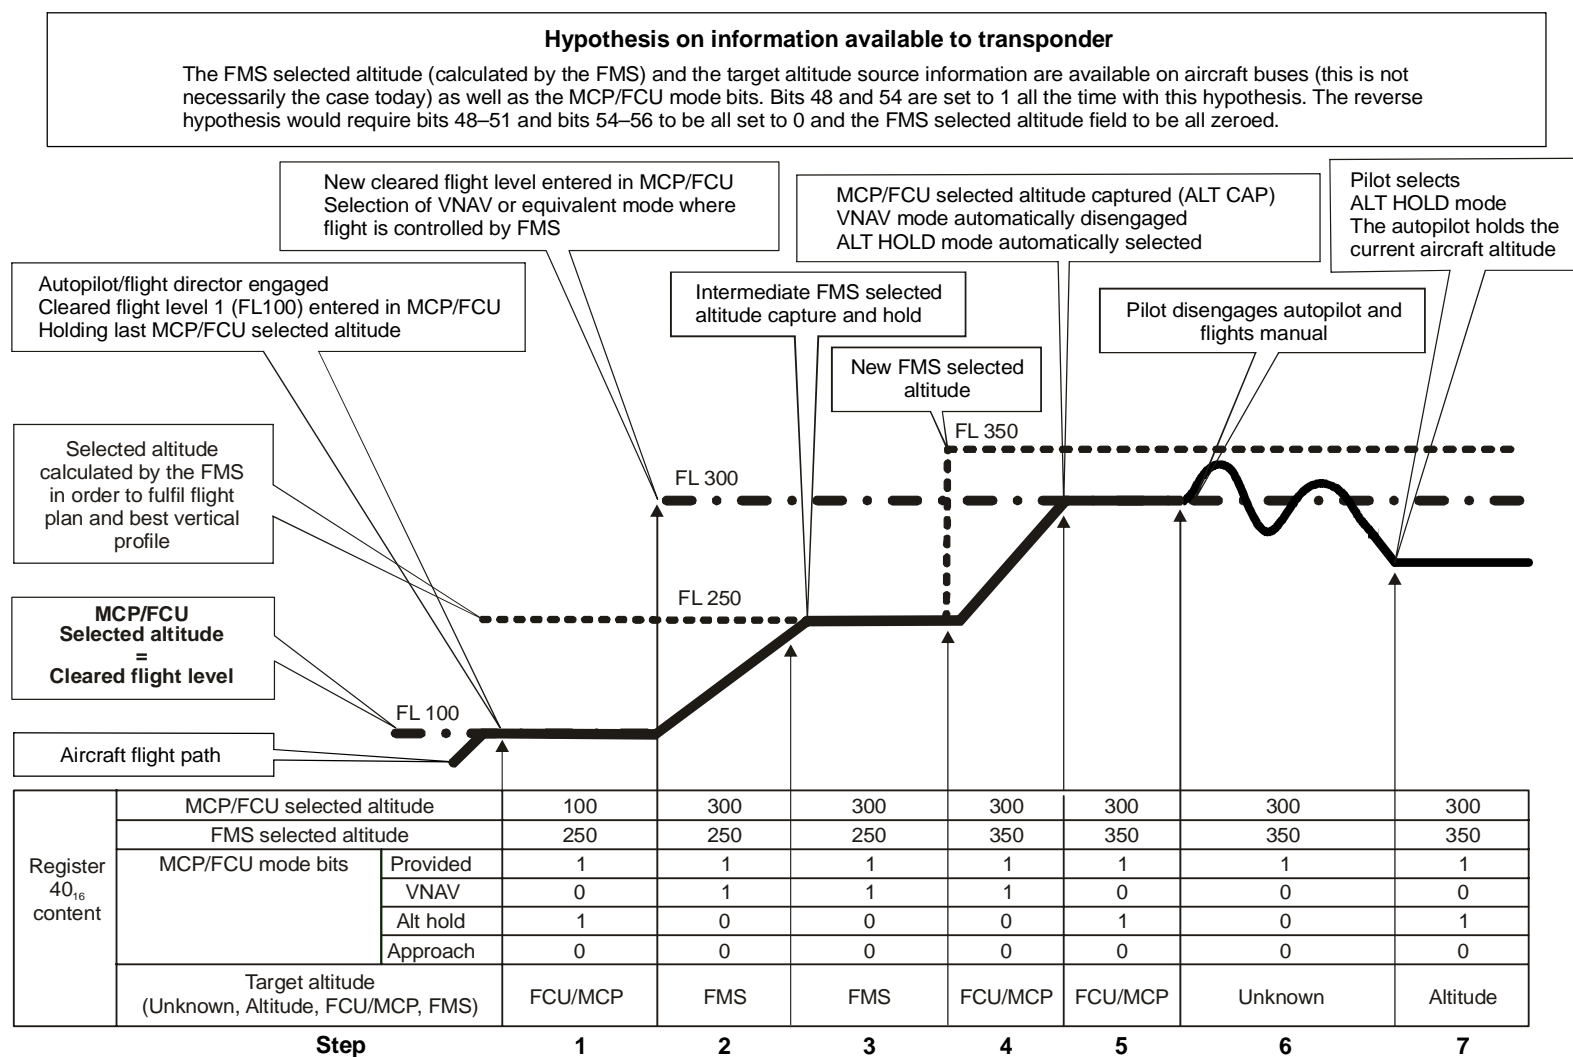 Hypothesis on information available to transponder
The FMS selected altitude (calculated by the FMS) and the target altitude source information are available on aircraft buses (this is not
necessarily the case today) as well as the MCP/FCU mode bits. Bits 48 and 54 are set to 1 all the time with this hypothesis. The reverse
hypothesis would require bits 48–51 and bits 54–56 to be all set to 0 and the FMS selected altitude field to be all zeroed.
New cleared flight level entered in MCP/FCU
Selection of VNAV or equivalent mode where
flight is controlled by FMS
MCP/FCU selected altitude captured (ALT CAP)
VNAV mode automatically disengaged
ALT HOLD mode automatically selected
Pilot selects
ALT HOLD mode
The autopilot holds the
current aircraft altitude
Autopilot/flight director engaged
Cleared flight level 1 (FL100) entered in MCP/FCU
Holding last MCP/FCU selected altitude
Intermediate FMS selected
altitude capture and hold
Pilot disengages autopilot and
flights manual
New FMS selected
altitude
Selected altitude
calculated by the FMS
in order to fulfil flight
plan and best vertical
profile
FL 350
FL 300
FL 250
MCP/FCU
Selected altitude
=
Cleared flight level
FL 100
Aircraft flight path
Register
40₁₆
content
MCP/FCU selected altitude 100 300 300 300 300 300 300
FMS selected altitude 250 250 250 350 350 350 350
MCP/FCU mode bits Provided 1 1 1 1 1 1 1
VNAV 0 1 1 1 0 0 0
Alt hold 1 0 0 0 1 0 1
Approach 0 0 0 0 0 0 0
Target altitude
(Unknown, Altitude, FCU/MCP, FMS) FCU/MCP FMS FMS FCU/MCP FCU/MCP Unknown Altitude
Step 1 2 3 4 5 6 7